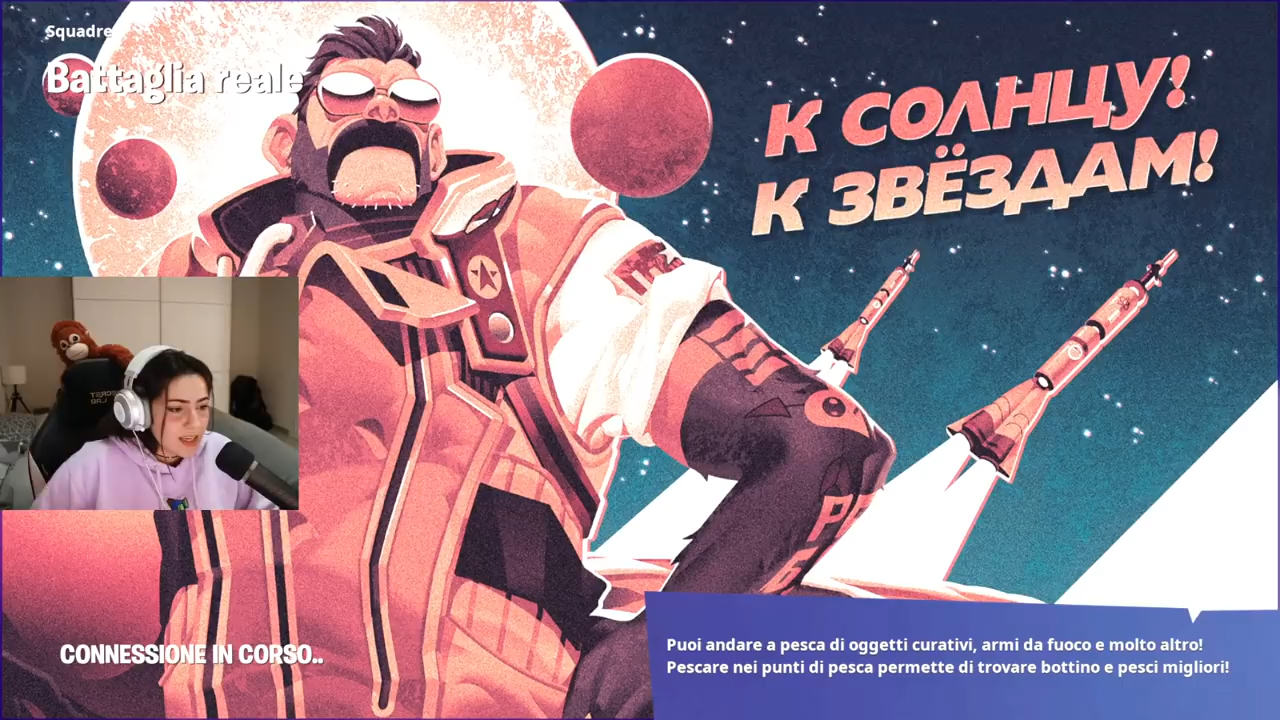 Squadre
Battaglia reale
К СОЛНЦУ!
К ЗВЁЗДАМ!
CONNESSIONE IN CORSO..
Puoi andare a pesca di oggetti curativi, armi da fuoco e molto altro!
Pescare nei punti di pesca permette di trovare bottino e pesci migliori!